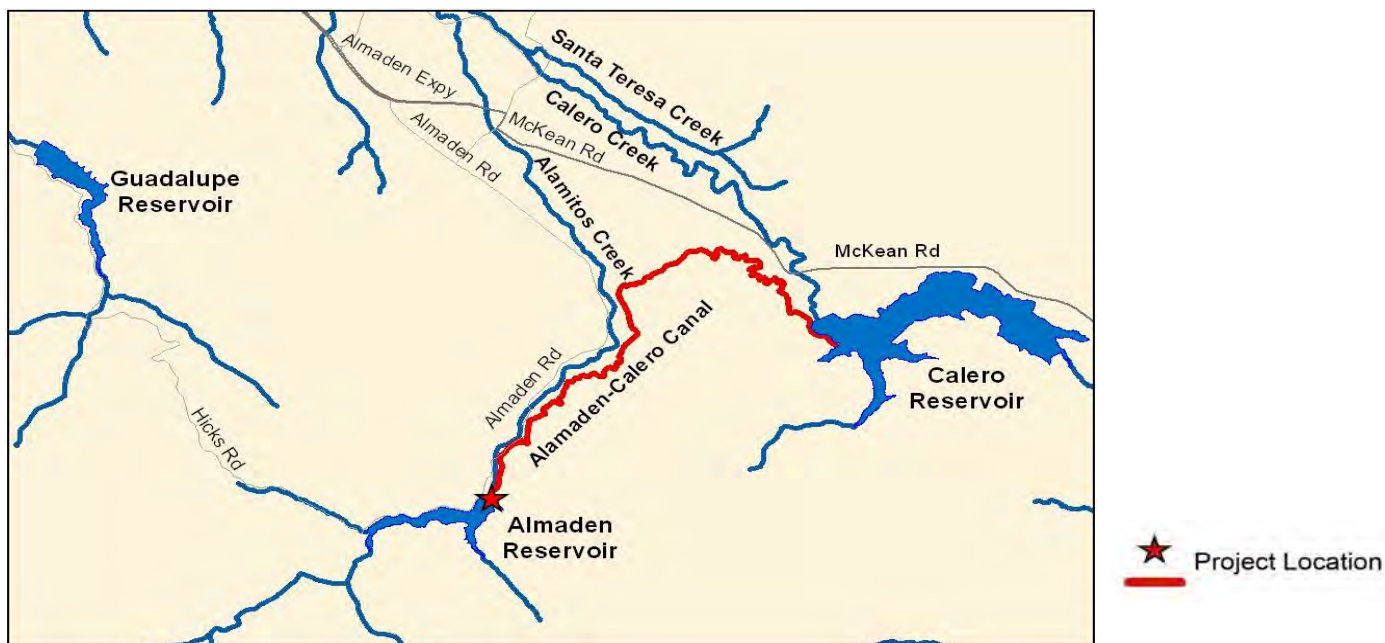 Santa Teresa Creek
Almaden Expy
Calero Creek
McKean Rd
Almaden Rd
Alamitos Creek
Guadalupe
Reservoir
McKean Rd
Alamaden-Calero Canal
Almaden Rd
Calero
Reservoir
Hicks Rd
Almaden
Reservoir
Project Location